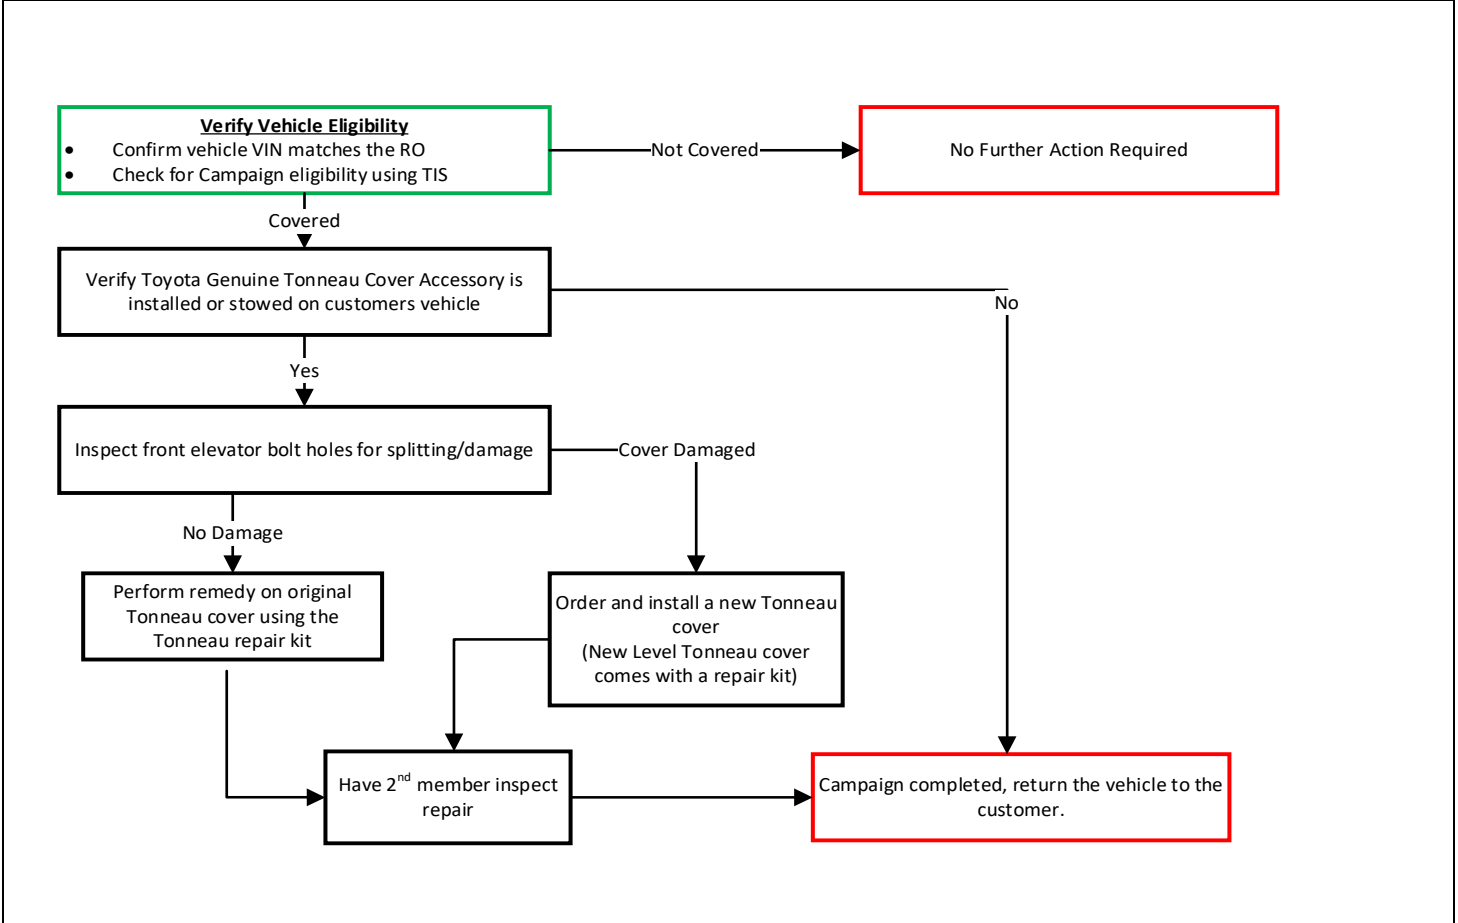 Verify Vehicle Eligibility
• Confirm vehicle VIN matches the RO
• Check for Campaign eligibility using TIS
Not Covered
No Further Action Required
Covered
Verify Toyota Genuine Tonneau Cover Accessory is
installed or stowed on customers vehicle
No
Yes
Inspect front elevator bolt holes for splitting/damage
Cover Damaged
No Damage
Perform remedy on original
Tonneau cover using the
Tonneau repair kit
Order and install a new Tonneau
cover
(New Level Tonneau cover
comes with a repair kit)
Have 2nd member inspect
repair
Campaign completed, return the vehicle to the
customer.